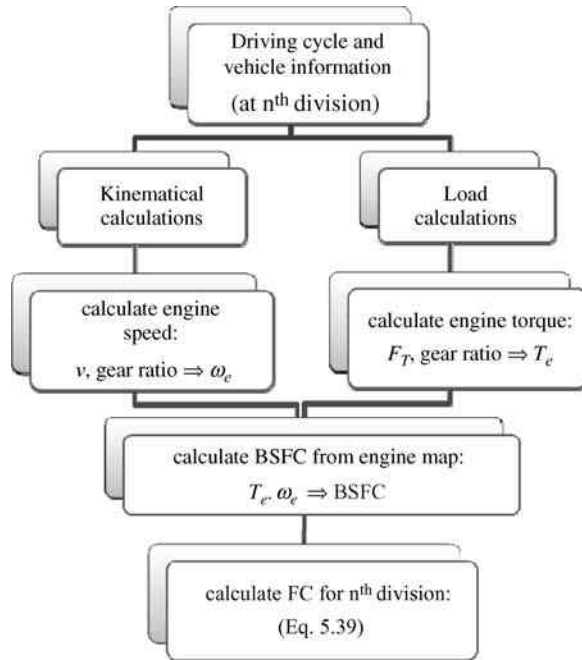 Driving cycle and
vehicle information
(at nth division)
Kinematical
calculations
Load
calculations
calculate engine
speed:
v, gear ratio ⇒ ωe
calculate engine torque:
FT, gear ratio ⇒ Te
calculate BSFC from engine map:
Te. ωe ⇒ BSFC
calculate FC for nth division:
(Eq. 5.39)